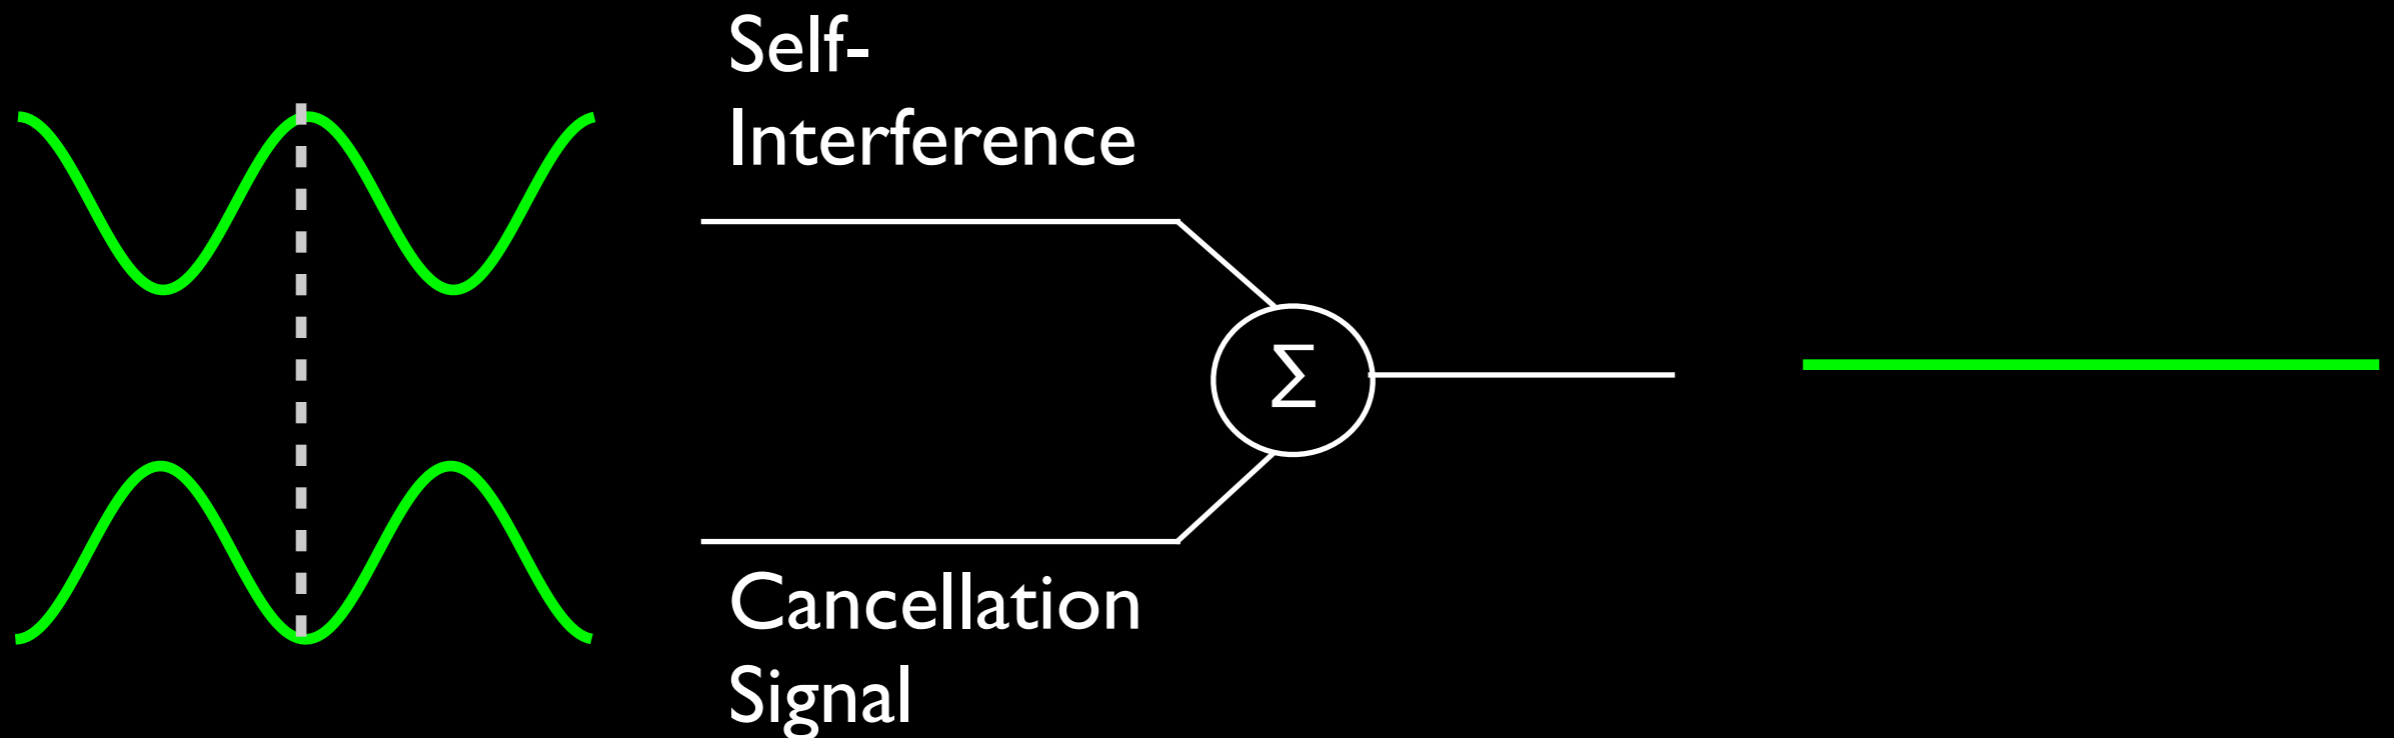 Self-
Interference
Σ
Cancellation
Signal